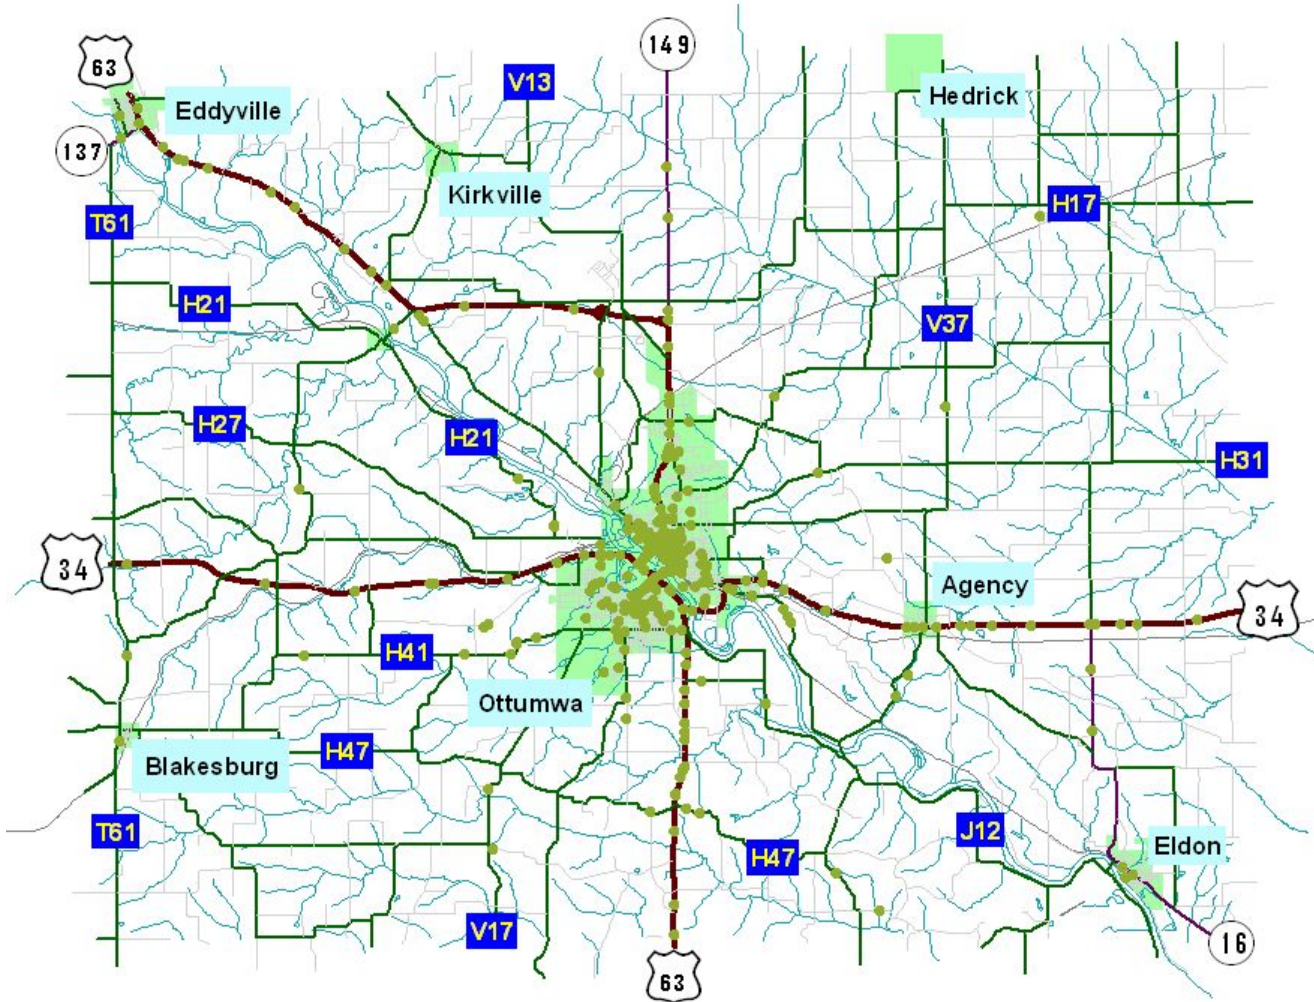 149
63
V13
Hedrick
Eddyville
137
Kirkville
H17
T61
H21
V37
H27
H21
H31
34
Agency
34
H41
Ottumwa
H47
Blakesburg
T61
J12
Eldon
H47
V17
16
63